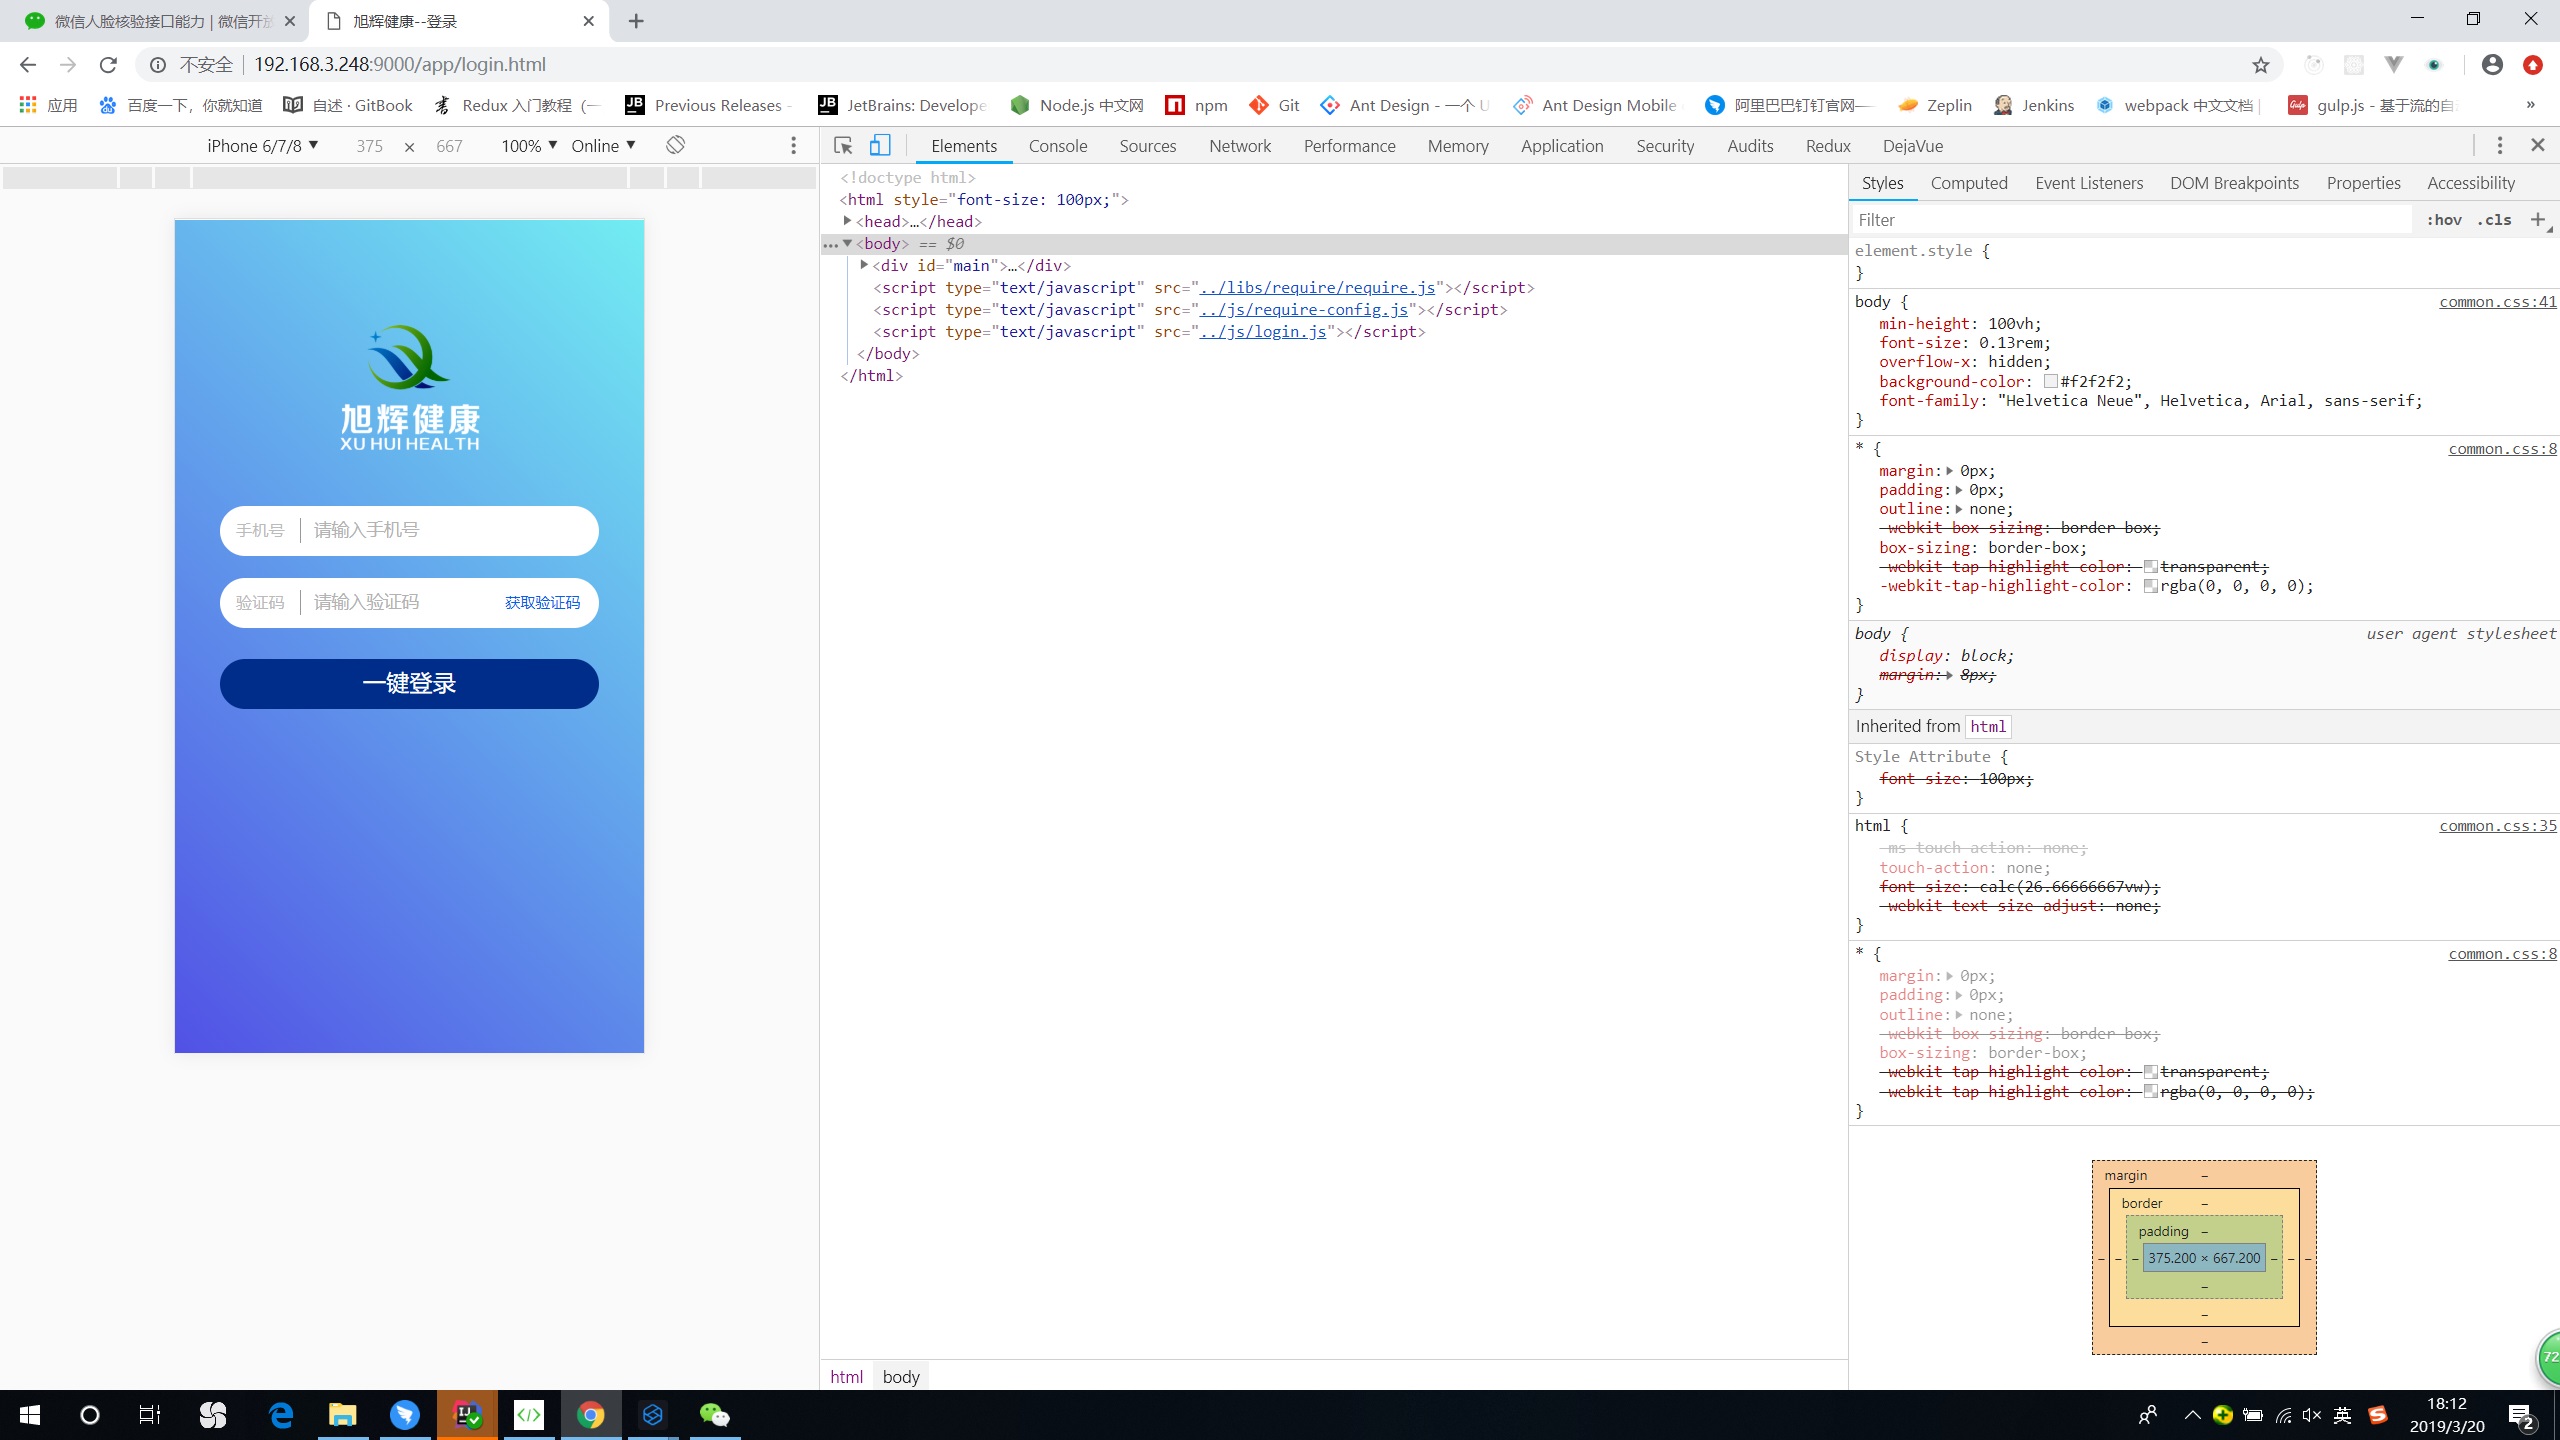 微信人脸核验接口能力 | 微信开放
旭辉健康--登录
不安全
192.168.3.248:9000/app/login.html
应用
百度一下，你就知道
自述 · GitBook
Redux 入门教程（一
Previous Releases -
JetBrains: Develope
Node.js 中文网
npm
Git
Ant Design - 一个 U
Ant Design Mobile
阿里巴巴钉钉官网——
Zeplin
Jenkins
webpack 中文文档 |
gulp.js - 基于流的自
»
iPhone 6/7/8 375 × 667 100% Online
Elements Console Sources Network Performance Memory Application Security Audits Redux DejaVue
旭辉健康
XU HUI HEALTH
手机号 请输入手机号
验证码 请输入验证码 获取验证码
一键登录
<!doctype html>
<html style="font-size: 100px;">
<head>…</head>
<body> == $0
<div id="main">…</div>
<script type="text/javascript" src="../libs/require/require.js"></script>
<script type="text/javascript" src="../js/require-config.js"></script>
<script type="text/javascript" src="../js/login.js"></script>
</body>
</html>
html body
Styles Computed Event Listeners DOM Breakpoints Properties Accessibility
Filter :hov .cls
element.style {
}
body { common.css:41
min-height: 100vh;
font-size: 0.13rem;
overflow-x: hidden;
background-color: #f2f2f2;
font-family: "Helvetica Neue", Helvetica, Arial, sans-serif;
}
* { common.css:8
margin: 0px;
padding: 0px;
outline: none;
-webkit-box-sizing: border-box;
box-sizing: border-box;
-webkit-tap-highlight-color: transparent;
-webkit-tap-highlight-color: rgba(0, 0, 0, 0);
}
body { user agent stylesheet
display: block;
margin: 8px;
}
Inherited from html
Style Attribute {
font-size: 100px;
}
html { common.css:35
-ms-touch-action: none;
touch-action: none;
font-size: calc(26.66666667vw);
-webkit-text-size-adjust: none;
}
* { common.css:8
margin: 0px;
padding: 0px;
outline: none;
-webkit-box-sizing: border-box;
box-sizing: border-box;
-webkit-tap-highlight-color: transparent;
-webkit-tap-highlight-color: rgba(0, 0, 0, 0);
}
margin –
border –
padding –
– – – 375.200 × 667.200 – – –
–
–
–
72
英
18:12
2019/3/20
2